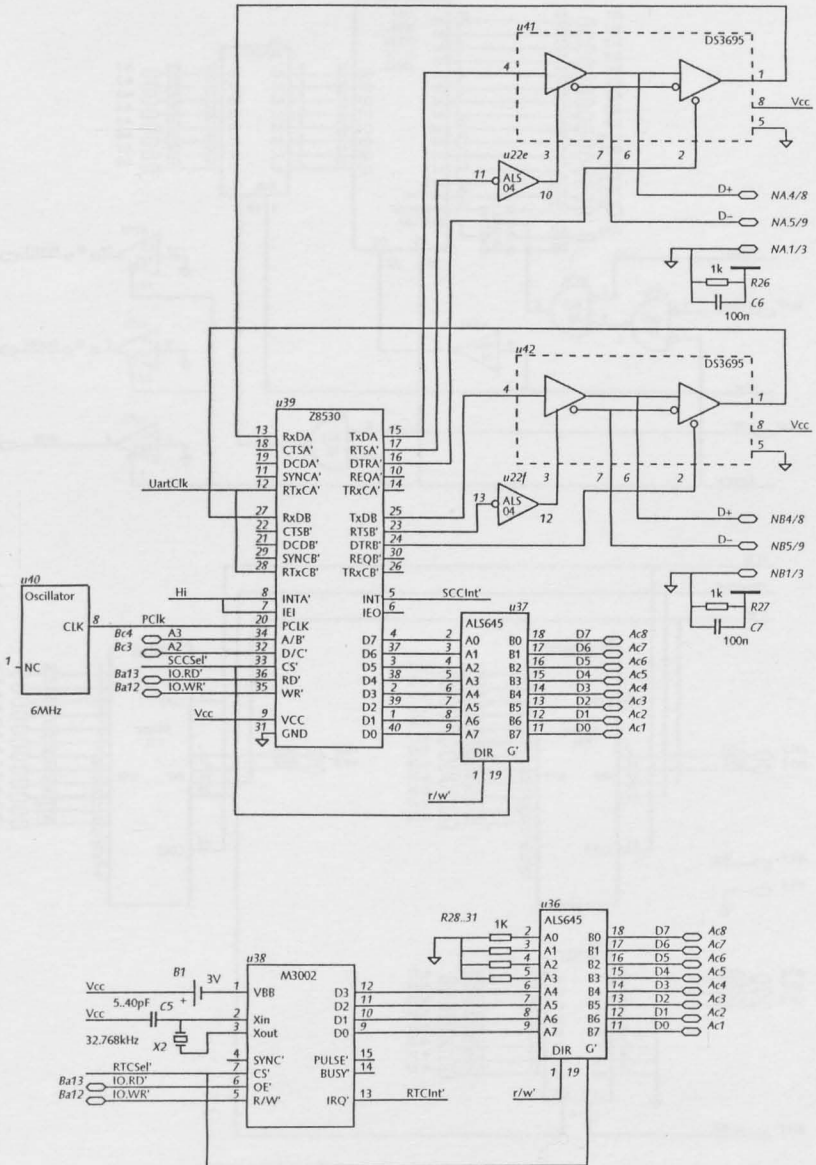 u41
DS3695
4
1
8 Vcc
5
u22e 3 7 6 2
11 ALS 04 10
D+ NA.4/8
D− NA.5/9
NA.1/3
1k R26
C6
100n
u42
DS3695
4
1
8 Vcc
5
u22f 3 7 6 2
13 ALS 04 12
D+ NB4/8
D− NB5/9
NB1/3
1k R27
C7
100n
u39
Z8530
13 RxDA TxDA 15
18 CTSA' RTSA' 17
19 DCDA' DTRA' 16
11 SYNCA' REQA' 10
UartClk 12 RTxCA' TRxCA' 14
27 RxDB TxDB 25
22 CTSB' RTSB' 23
21 DCDB' DTRB' 24
29 SYNCB' REQB' 30
28 RTxCB' TRxCB' 26
Hi 8 INTA' INT 5 SCCInt'
7 IEI IEO 6
PClk 20 PCLK
Bc4 A3 34 A/B' D7 4
Bc3 A2 32 D/C' D6 37
SCCSel' 33 CS' D5 3
Ba13 IO.RD' 36 RD' D4 38
Ba12 IO.WR' 35 WR' D3 2
D2 39
Vcc 9 VCC D1 1
31 GND D0 40
u40
Oscillator
CLK 8
1 NC
6MHz
u37
ALS645
2 A0 B0 18 D7 Ac8
3 A1 B1 17 D6 Ac7
4 A2 B2 16 D5 Ac6
5 A3 B3 15 D4 Ac5
6 A4 B4 14 D3 Ac4
7 A5 B5 13 D2 Ac3
8 A6 B6 12 D1 Ac2
9 A7 B7 11 D0 Ac1
DIR G'
1 19
r/w'
u36
ALS645
R28..31 1K
2 A0 B0 18 D7 Ac8
3 A1 B1 17 D6 Ac7
4 A2 B2 16 D5 Ac6
5 A3 B3 15 D4 Ac5
6 A4 B4 14 D3 Ac4
7 A5 B5 13 D2 Ac3
8 A6 B6 12 D1 Ac2
9 A7 B7 11 D0 Ac1
DIR G'
1 19
r/w'
u38
M3002
B1 3V
Vcc + 1 VBB D3 12
5..40pF C5 D2 11
Vcc 2 Xin D1 10
32.768kHz X2 3 Xout D0 9
4 SYNC' PULSE' 15
RTCSel' 7 CS' BUSY' 14
Ba13 IO.RD' 6 OE'
Ba12 IO.WR' 5 R/W' IRQ' 13 RTCInt'